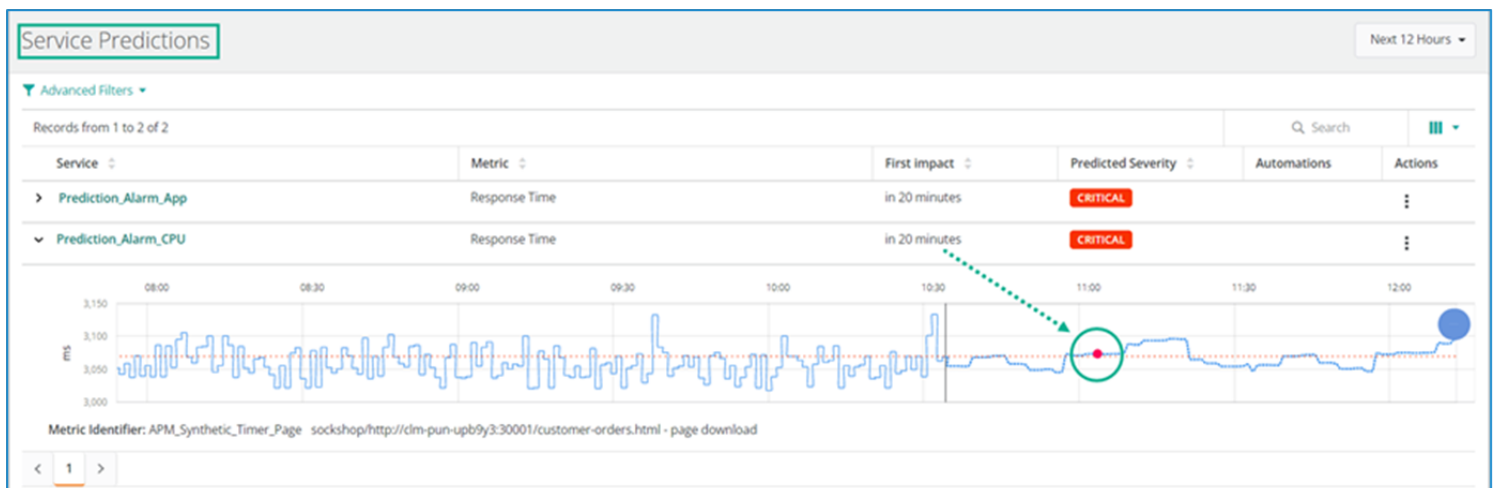 Service Predictions
Next 12 Hours
Advanced Filters
Records from 1 to 2 of 2
Search
Service Metric First impact Predicted Severity Automations Actions
Prediction_Alarm_App Response Time in 20 minutes CRITICAL
Prediction_Alarm_CPU Response Time in 20 minutes CRITICAL
08:00 08:30 09:00 09:30 10:00 10:30 11:00 11:30 12:00
3,150
3,100
ms
3,050
3,000
Metric Identifier: APM_Synthetic_Timer_Page sockshop/http://clm-pun-upb9y3:30001/customer-orders.html - page download
< 1 >